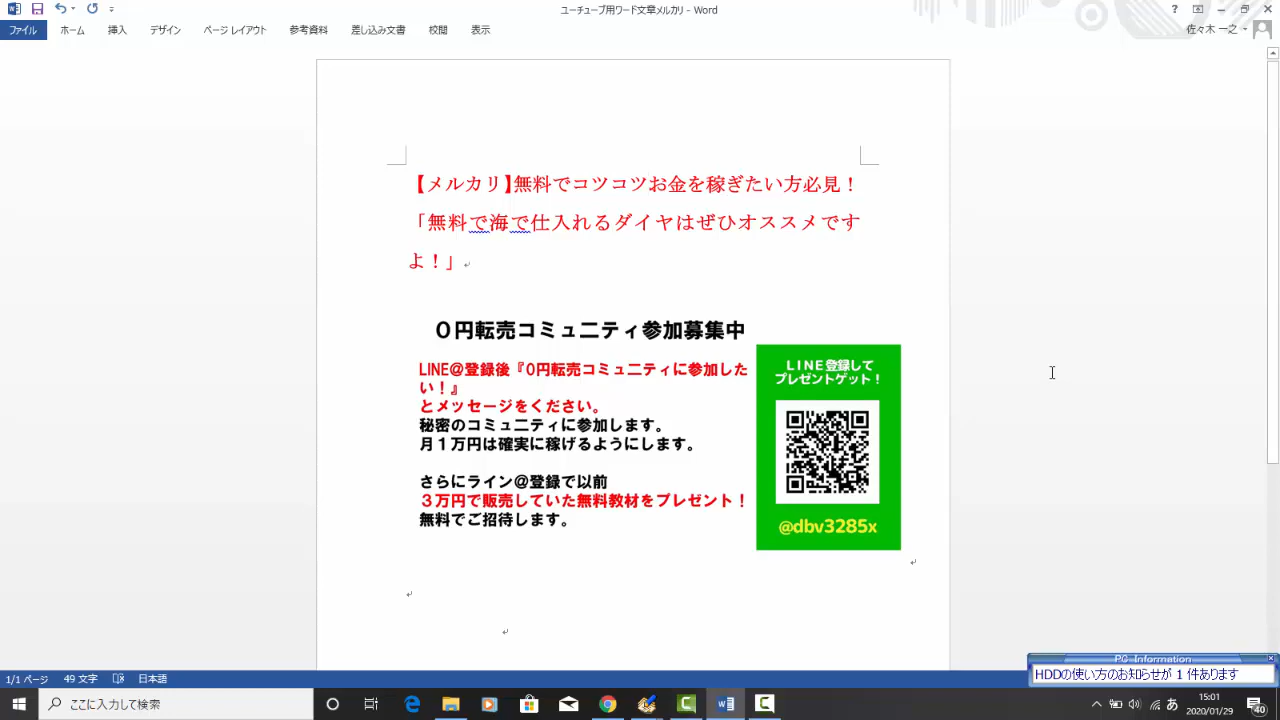 ユーチューブ用ワード文章メルカリ - Word
ファイル ホーム 挿入 デザイン ページ レイアウト 参考資料 差し込み文書 校閲 表示 佐々木 一之
【メルカリ】無料でコツコツお金を稼ぎたい方必見！
「無料で海で仕入れるダイヤはぜひオススメです
よ！」
０円転売コミュニティ参加募集中
LINE@登録後『0円転売コミュニティに参加した
い！』
とメッセージをください。
秘密のコミュニティに参加します。
月１万円は確実に稼げるようにします。
さらにライン@登録で以前
３万円で販売していた無料教材をプレゼント！
無料でご招待します。
LINE登録して
プレゼントゲット！
@dbv3285x
PC Information
HDDの使い方のお知らせが 1 件あります
1/1 ページ 49 文字 日本語
ここに入力して検索
あ
15:01
2020/01/29
40